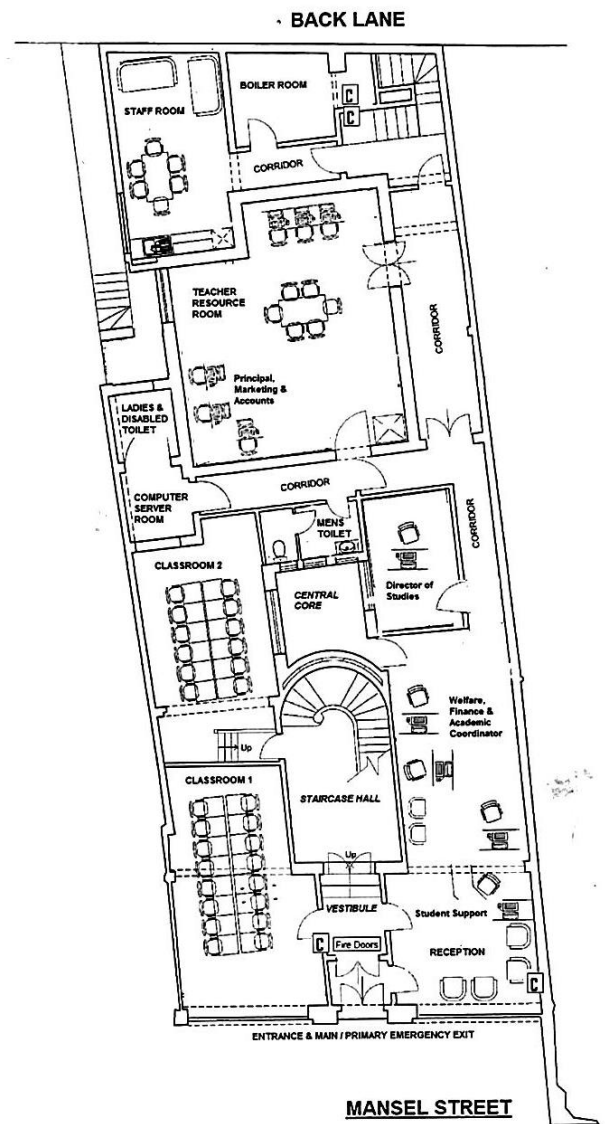 BACK LANE
BOILER ROOM
STAFF ROOM
C
C
CORRIDOR
TEACHER
RESOURCE
ROOM
CORRIDOR
Principal,
Marketing &
Accounts
LADIES &
DISABLED
TOILET
CORRIDOR
COMPUTER
SERVER
ROOM
MENS
TOILET
CORRIDOR
CLASSROOM 2
CENTRAL
CORE
Director of
Studies
Welfare,
Finance &
Academic
Coordinator
Up
CLASSROOM 1
STAIRCASE HALL
Up
VESTIBULE
Student Support
C
Fire Doors
RECEPTION
C
ENTRANCE & MAIN / PRIMARY EMERGENCY EXIT
MANSEL STREET